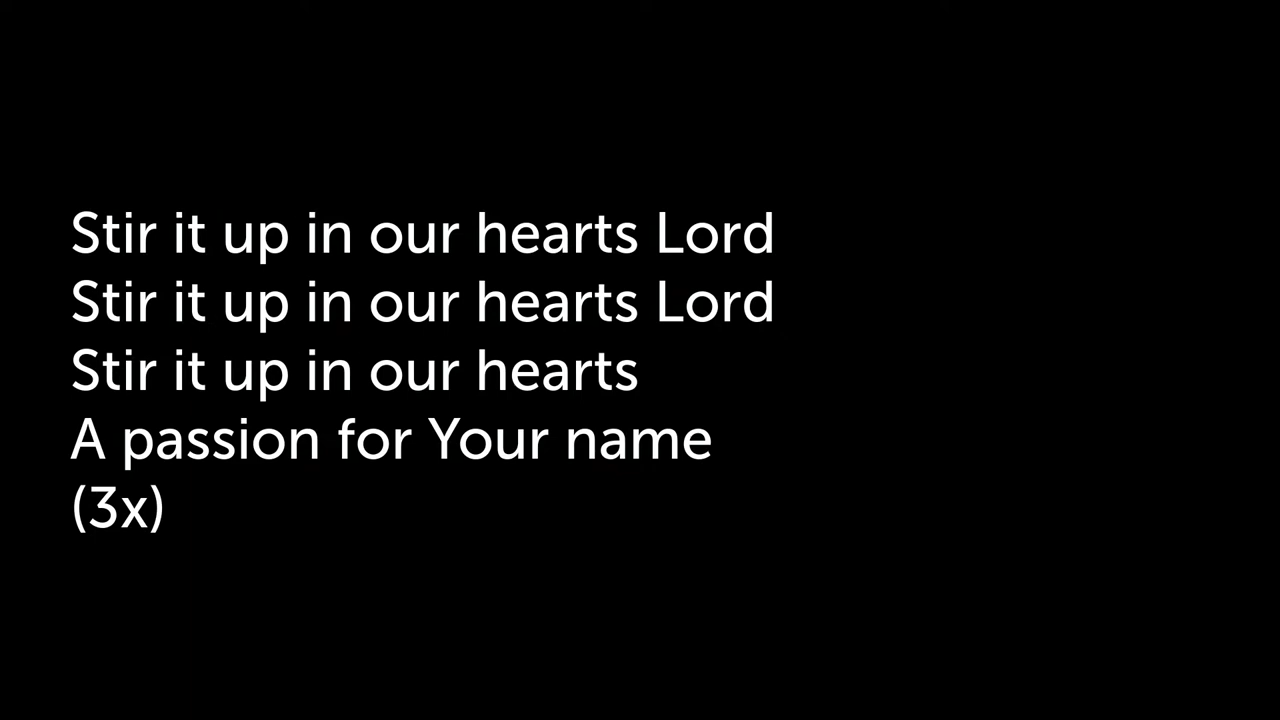 Stir it up in our hearts Lord
Stir it up in our hearts Lord
Stir it up in our hearts
A passion for Your name
(3x)